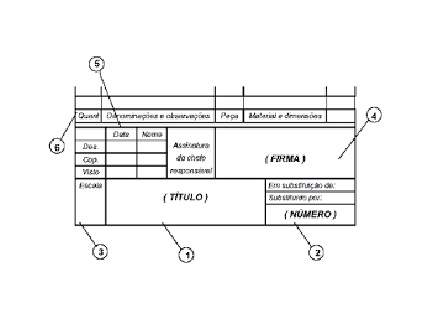 5
Quant Denominações e observações Peça Material e dimensões
4
6
Data Nome
Des. Assinatura
Cop. do chefe ( FIRMA )
Visto responsável
Escala ( TÍTULO ) Em substituição de:
Substituído por:
( NÚMERO )
3 1 2